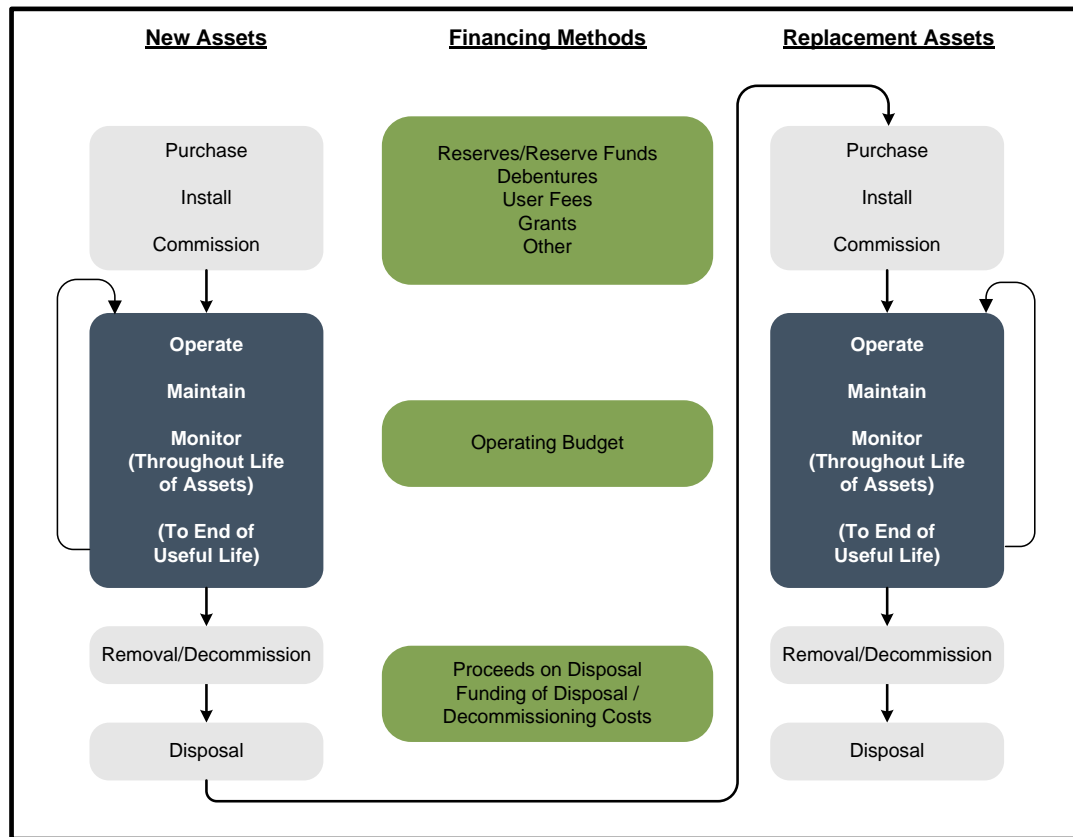 New Assets
Purchase
Install
Commission
Operate
Maintain
Monitor
(Throughout Life
of Assets)
(To End of
Useful Life)
Removal/Decommission
Disposal
Financing Methods
Reserves/Reserve Funds
Debentures
User Fees
Grants
Other
Operating Budget
Proceeds on Disposal
Funding of Disposal /
Decommissioning Costs
Replacement Assets
Purchase
Install
Commission
Operate
Maintain
Monitor
(Throughout Life
of Assets)
(To End of
Useful Life)
Removal/Decommission
Disposal